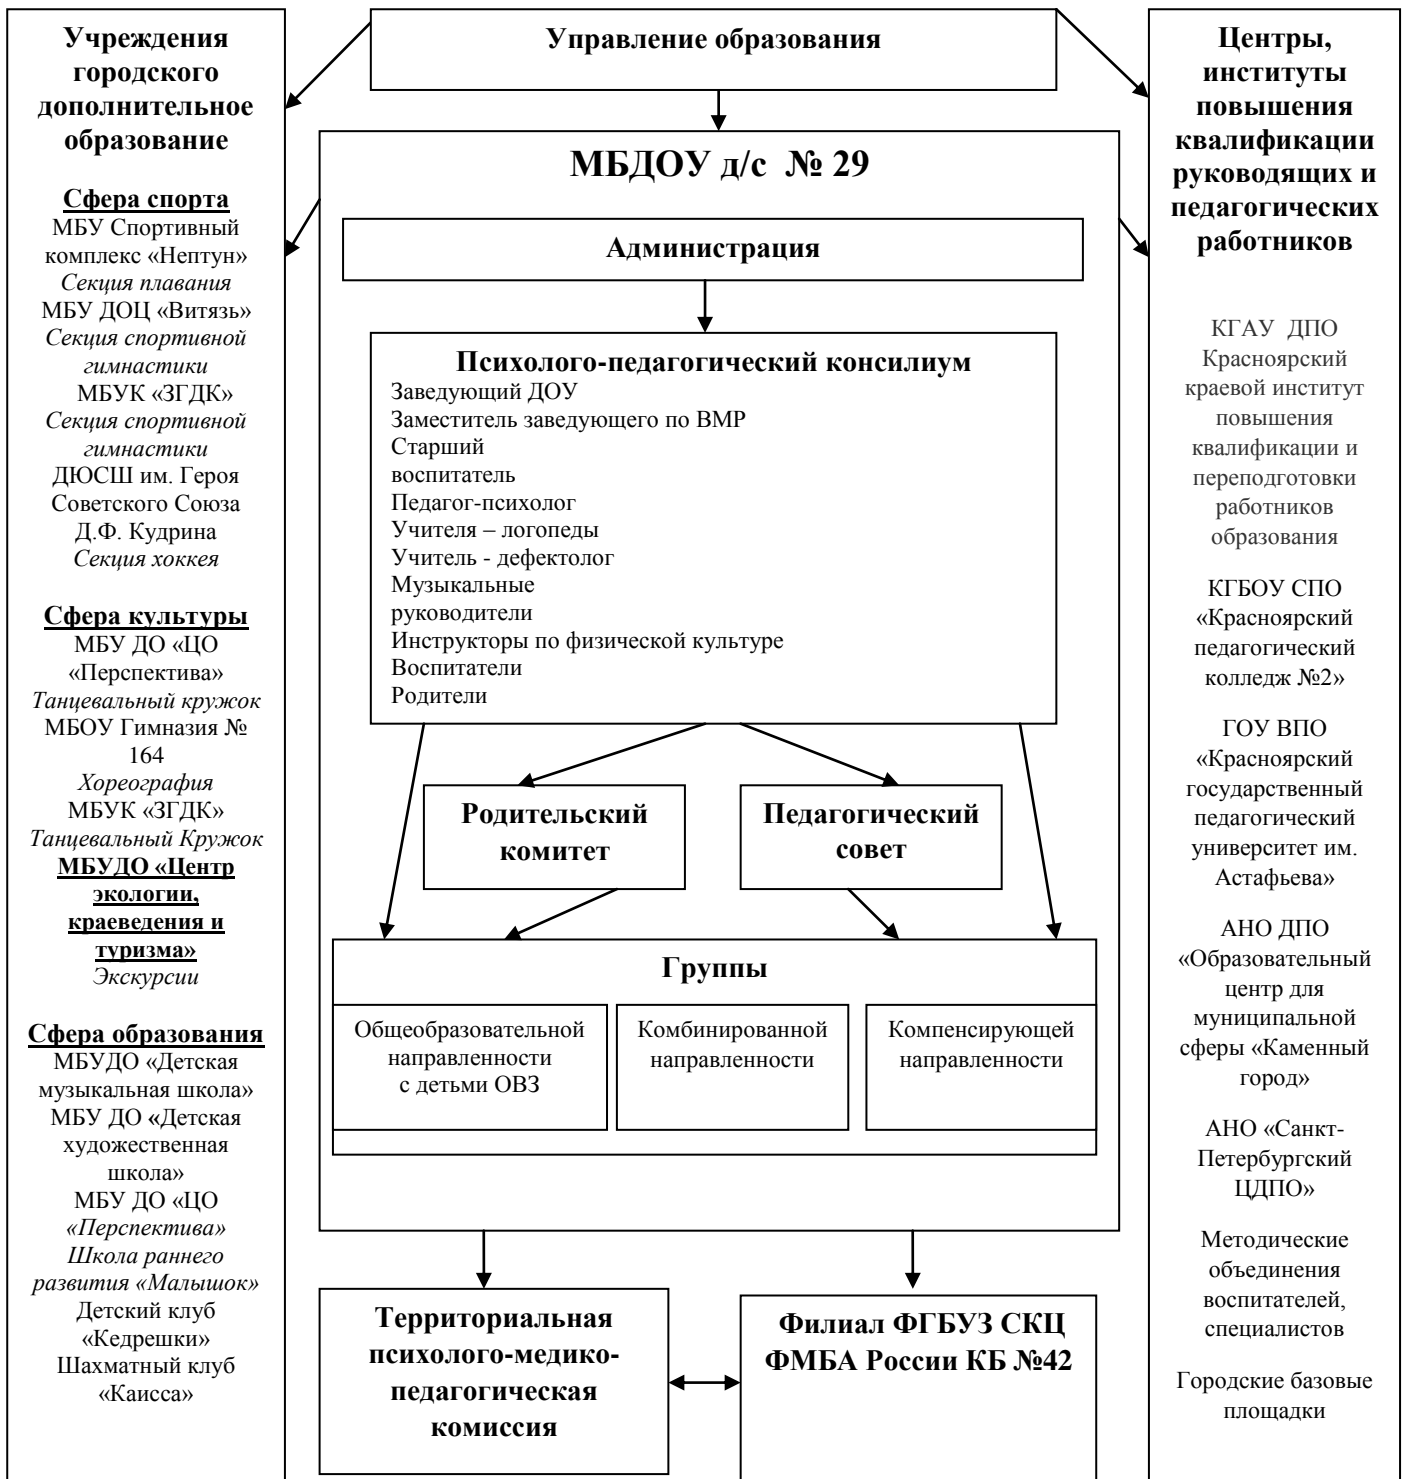 Учреждения
городского
дополнительное
образование
Сфера спорта
МБУ Спортивный
комплекс «Нептун»
Секция плавания
МБУ ДОЦ «Витязь»
Секция спортивной
гимнастики
МБУК «ЗГДК»
Секция спортивной
гимнастики
ДЮСШ им. Героя
Советского Союза
Д.Ф. Кудрина
Секция хоккея
Сфера культуры
МБУ ДО «ЦО
«Перспектива»
Танцевальный кружок
МБОУ Гимназия №
164
Хореография
МБУК «ЗГДК»
Танцевальный Кружок
МБУДО «Центр
экологии,
краеведения и
туризма»
Экскурсии
Сфера образования
МБУДО «Детская
музыкальная школа»
МБУ ДО «Детская
художественная
школа»
МБУ ДО «ЦО
«Перспектива»
Школа раннего
развития «Малышок»
Детский клуб
«Кедрешки»
Шахматный клуб
«Каисса»
Управление образования
МБДОУ д/с № 29
Администрация
Психолого-педагогический консилиум
Заведующий ДОУ
Заместитель заведующего по ВМР
Старший
воспитатель
Педагог-психолог
Учителя – логопеды
Учитель - дефектолог
Музыкальные
руководители
Инструкторы по физической культуре
Воспитатели
Родители
Родительский
комитет
Педагогический
совет
Группы
Общеобразовательной
направленности
с детьми ОВЗ
Комбинированной
направленности
Компенсирующей
направленности
Территориальная
психолого-медико-
педагогическая
комиссия
Филиал ФГБУЗ СКЦ
ФМБА России КБ №42
Центры,
институты
повышения
квалификации
руководящих и
педагогических
работников
КГАУ ДПО
Красноярский
краевой институт
повышения
квалификации и
переподготовки
работников
образования
КГБОУ СПО
«Красноярский
педагогический
колледж №2»
ГОУ ВПО
«Красноярский
государственный
педагогический
университет им.
Астафьева»
АНО ДПО
«Образовательный
центр для
муниципальной
сферы «Каменный
город»
АНО «Санкт-
Петербургский
ЦДПО»
Методические
объединения
воспитателей,
специалистов
Городские базовые
площадки